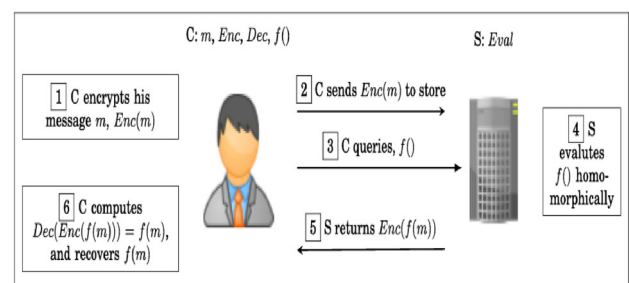 C: m, Enc, Dec, f()
S: Eval
1 C encrypts his
message m, Enc(m)
2 C sends Enc(m) to store
3 C queries, f()
4 S
evalutes
f() homo-
morphically
5 S returns Enc(f(m))
6 C computes
Dec(Enc(f(m))) = f(m),
and recovers f(m)